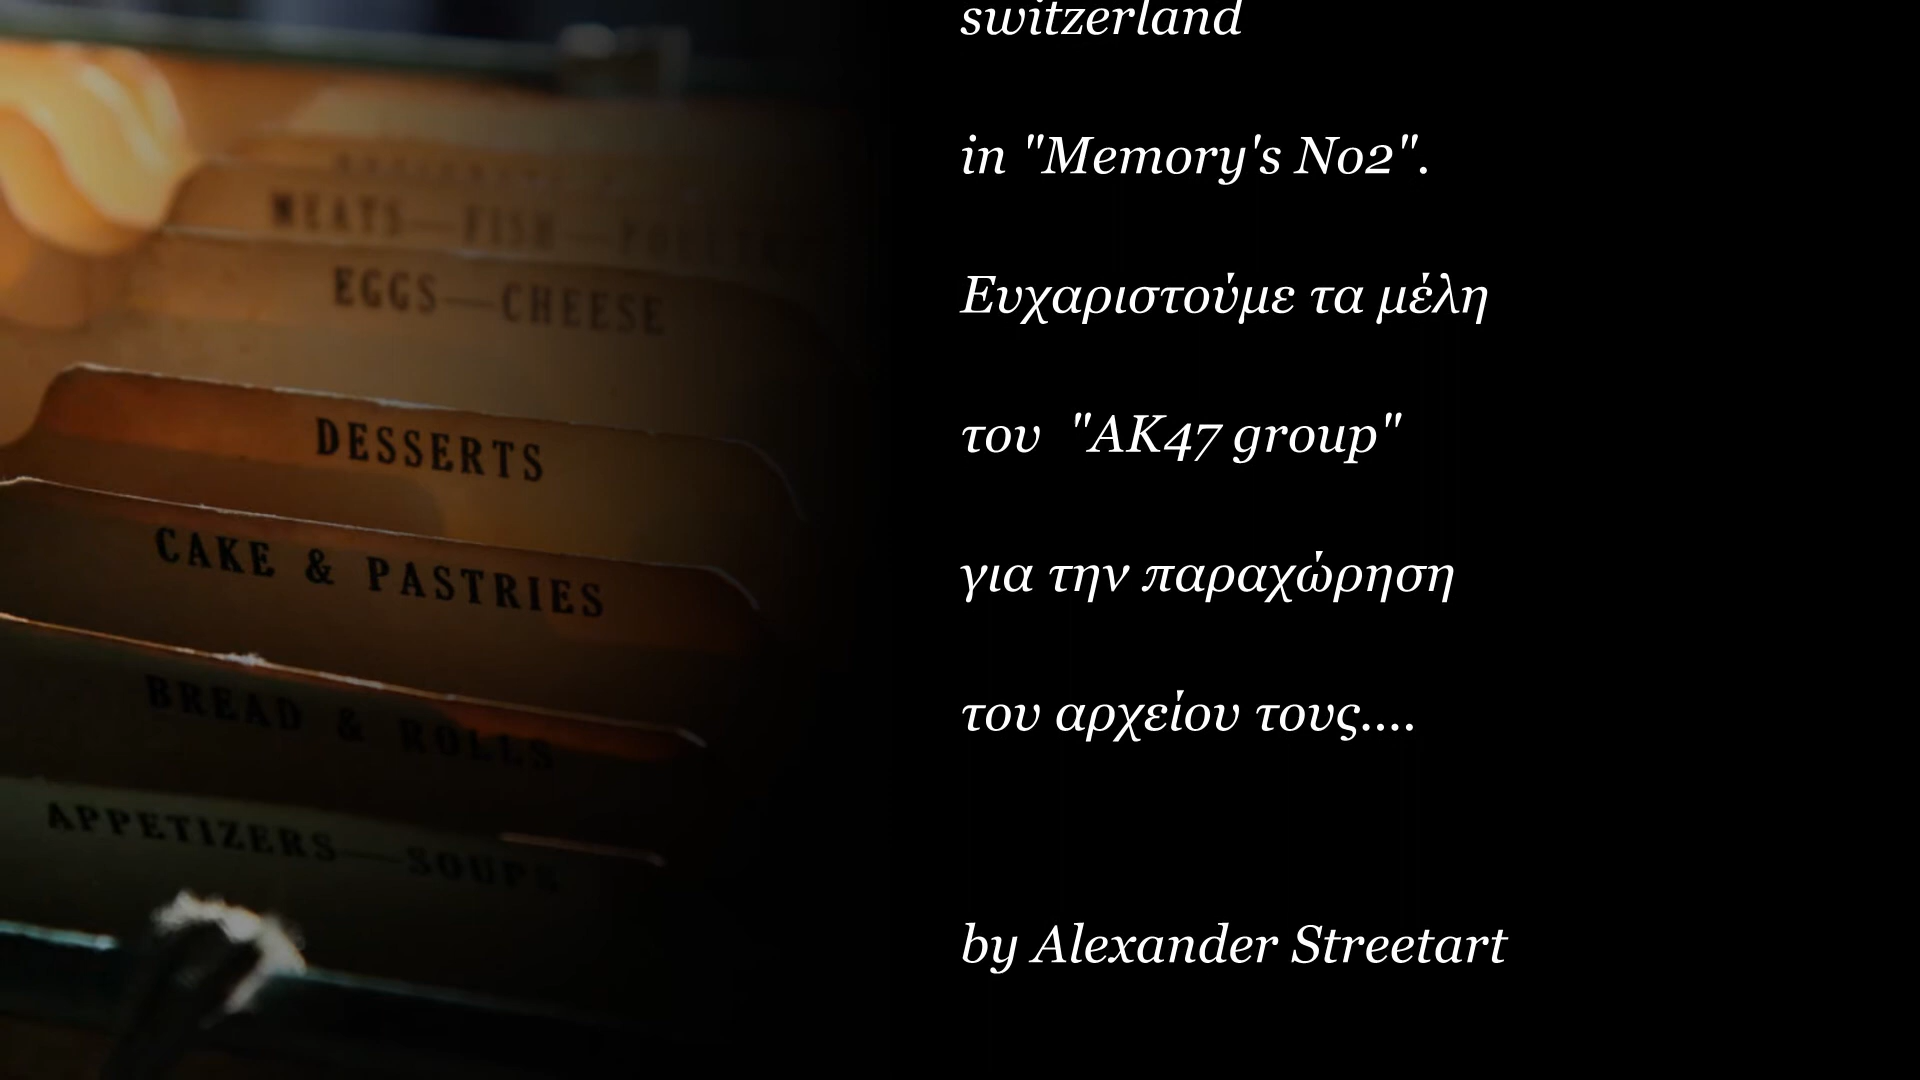 MEATS—FISH
EGGS—CHEESE
DESSERTS
CAKE & PASTRIES
BREAD & ROLLS
APPETIZERS—SOUPS
switzerland
in "Memory's No2".
Ευχαριστούμε τα μέλη
του "AK47 group"
για την παραχώρηση
του αρχείου τους....
by Alexander Streetart